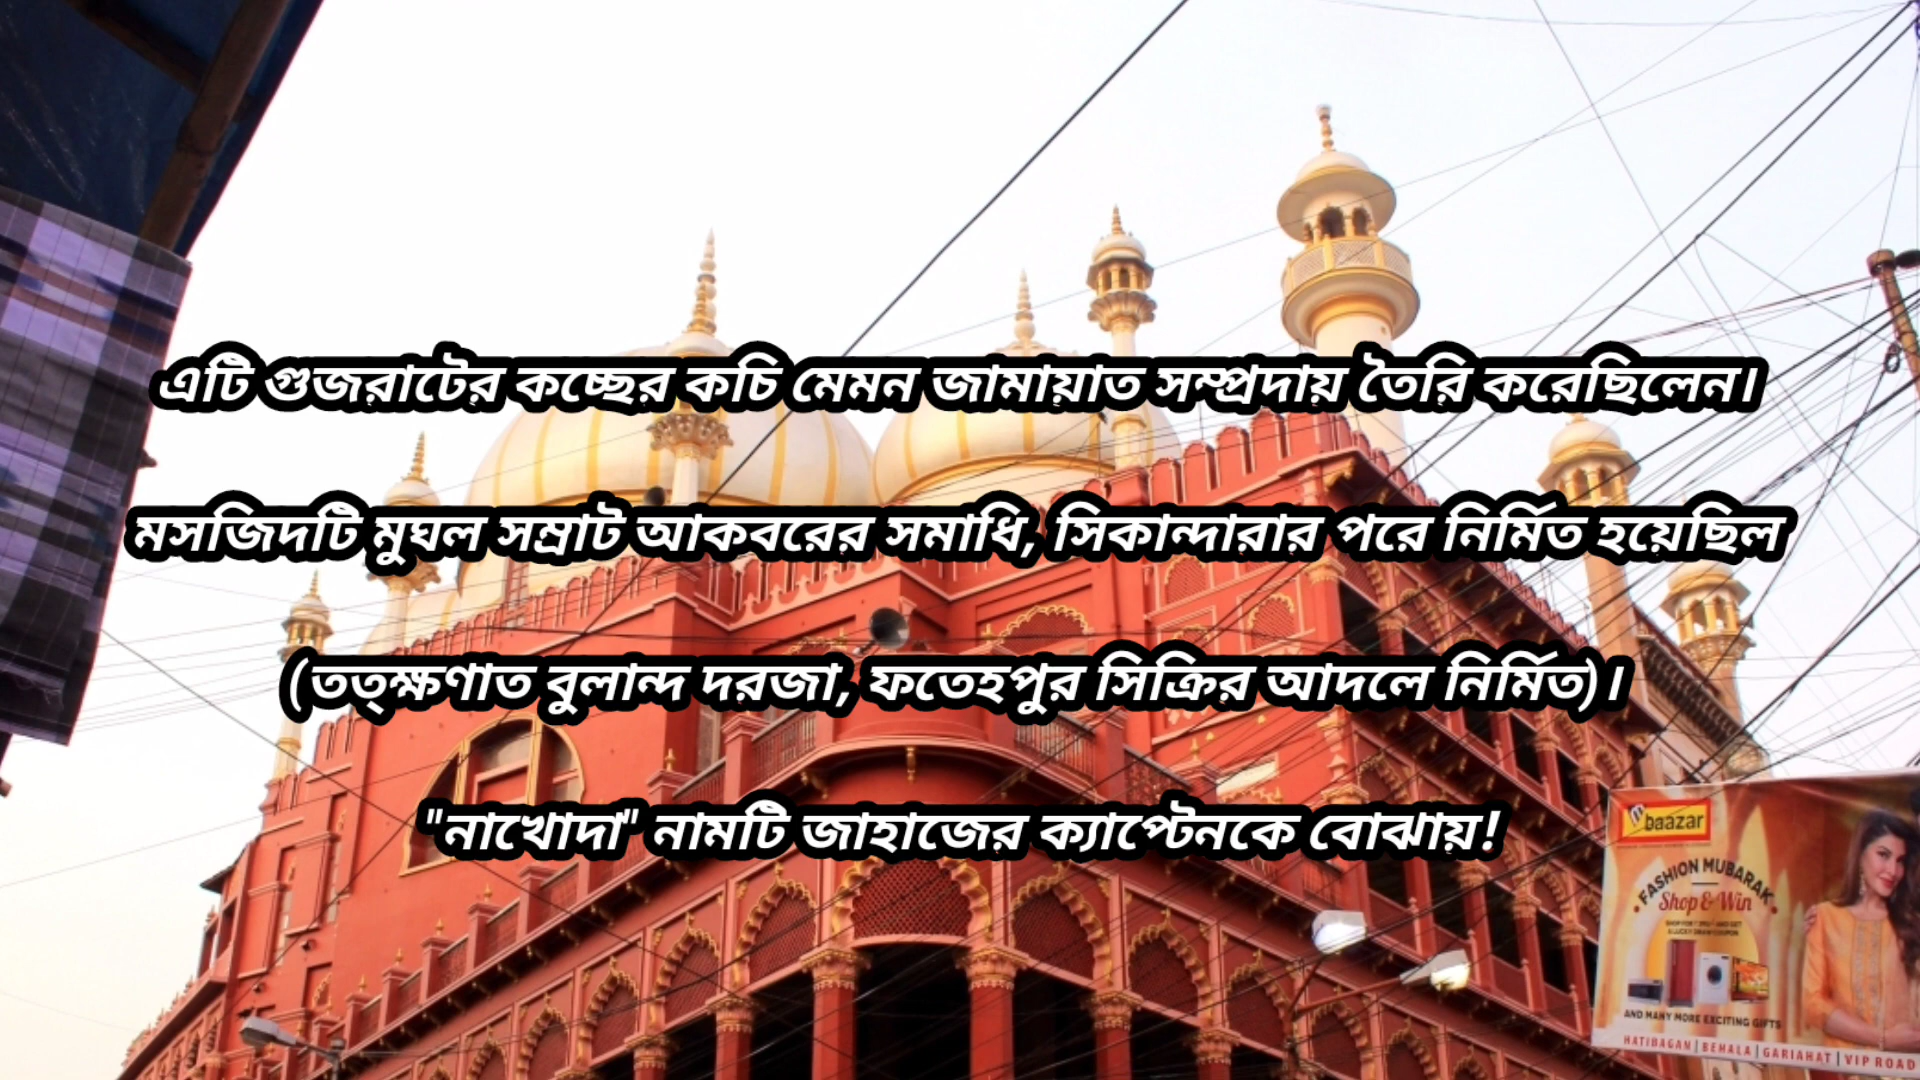 এটি গুজরাটের কচ্ছের কচি মেমন জামায়াত সম্প্রদায় তৈরি করেছিলেন।
মসজিদটি মুঘল সম্রাট আকবরের সমাধি, সিকান্দারার পরে নির্মিত হয়েছিল
(তত্ক্ষণাত বুলান্দ দরজা, ফতেহপুর সিক্রির আদলে নির্মিত)।
"নাখোদা" নামটি জাহাজের ক্যাপ্টেনকে বোঝায়!
baazar
FASHION MUBARAK
Shop & Win
AND MANY MORE EXCITING GIFTS
HATIBAGAN | BEHALA | GARIAHAT | VIP ROAD